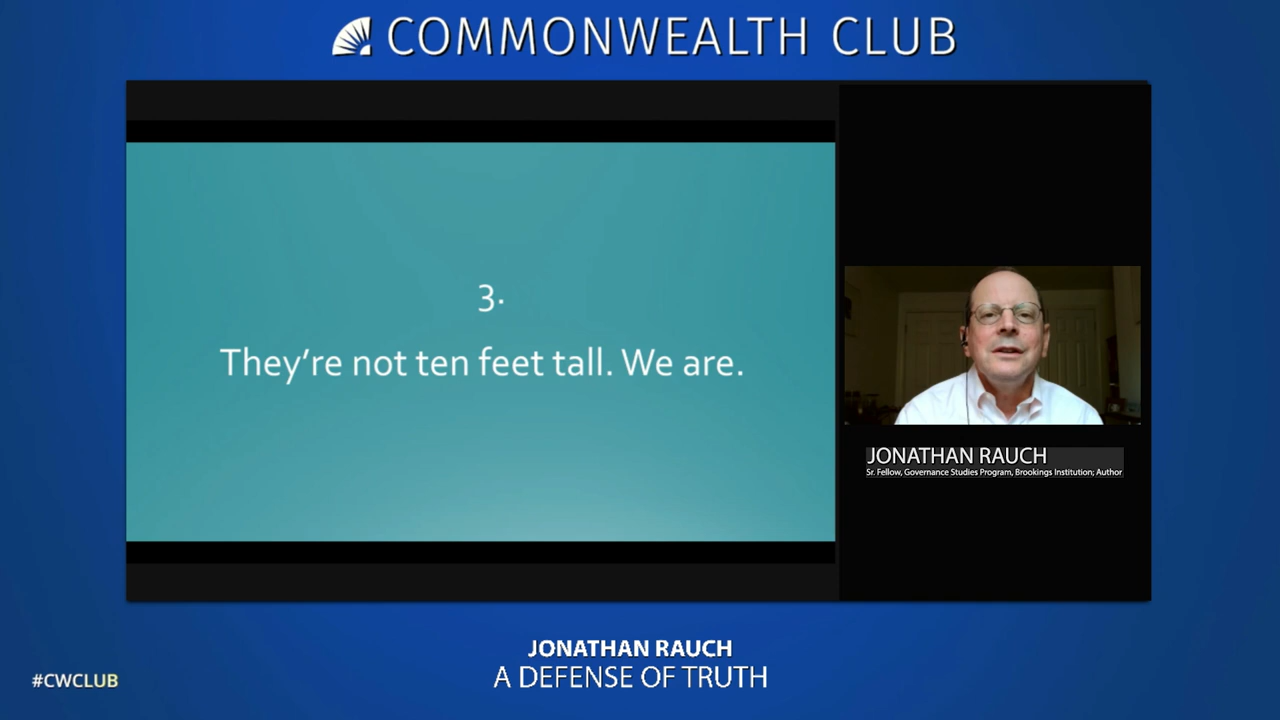 COMMONWEALTH CLUB
3.
They're not ten feet tall. We are.
JONATHAN RAUCH
Sr. Fellow, Governance Studies Program, Brookings Institution; Author
JONATHAN RAUCH
A DEFENSE OF TRUTH
#CWCLUB